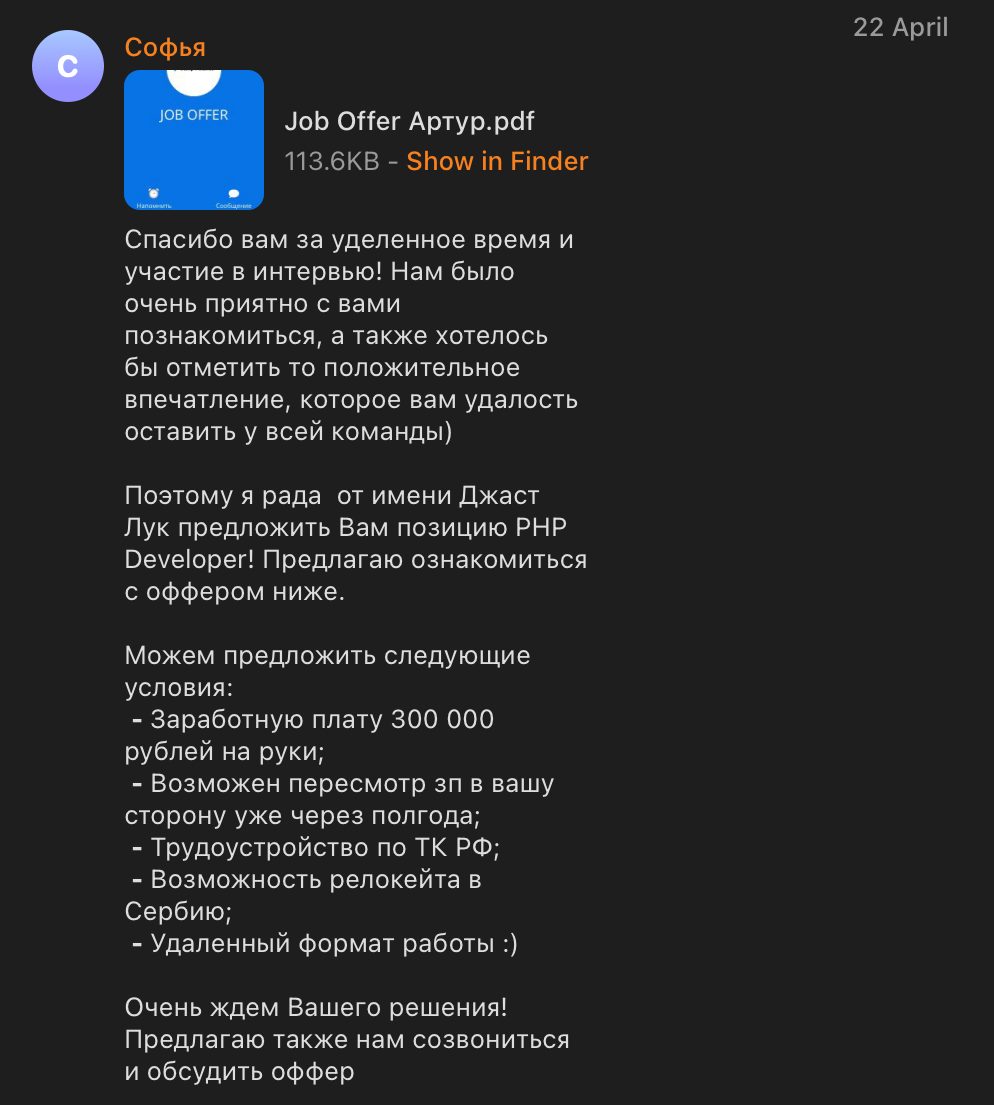 22 April
С
Софья
JOB OFFER
Напомнить
Сообщение
Job Offer Артур.pdf
113.6KB - Show in Finder
Спасибо вам за уделенное время и
участие в интервью! Нам было
очень приятно с вами
познакомиться, а также хотелось
бы отметить то положительное
впечатление, которое вам удалость
оставить у всей команды)
Поэтому я рада  от имени Джаст
Лук предложить Вам позицию PHP
Developer! Предлагаю ознакомиться
с оффером ниже.
Можем предложить следующие
условия:
- Заработную плату 300 000
рублей на руки;
- Возможен пересмотр зп в вашу
сторону уже через полгода;
- Трудоустройство по ТК РФ;
- Возможность релокейта в
Сербию;
- Удаленный формат работы :)
Очень ждем Вашего решения!
Предлагаю также нам созвониться
и обсудить оффер